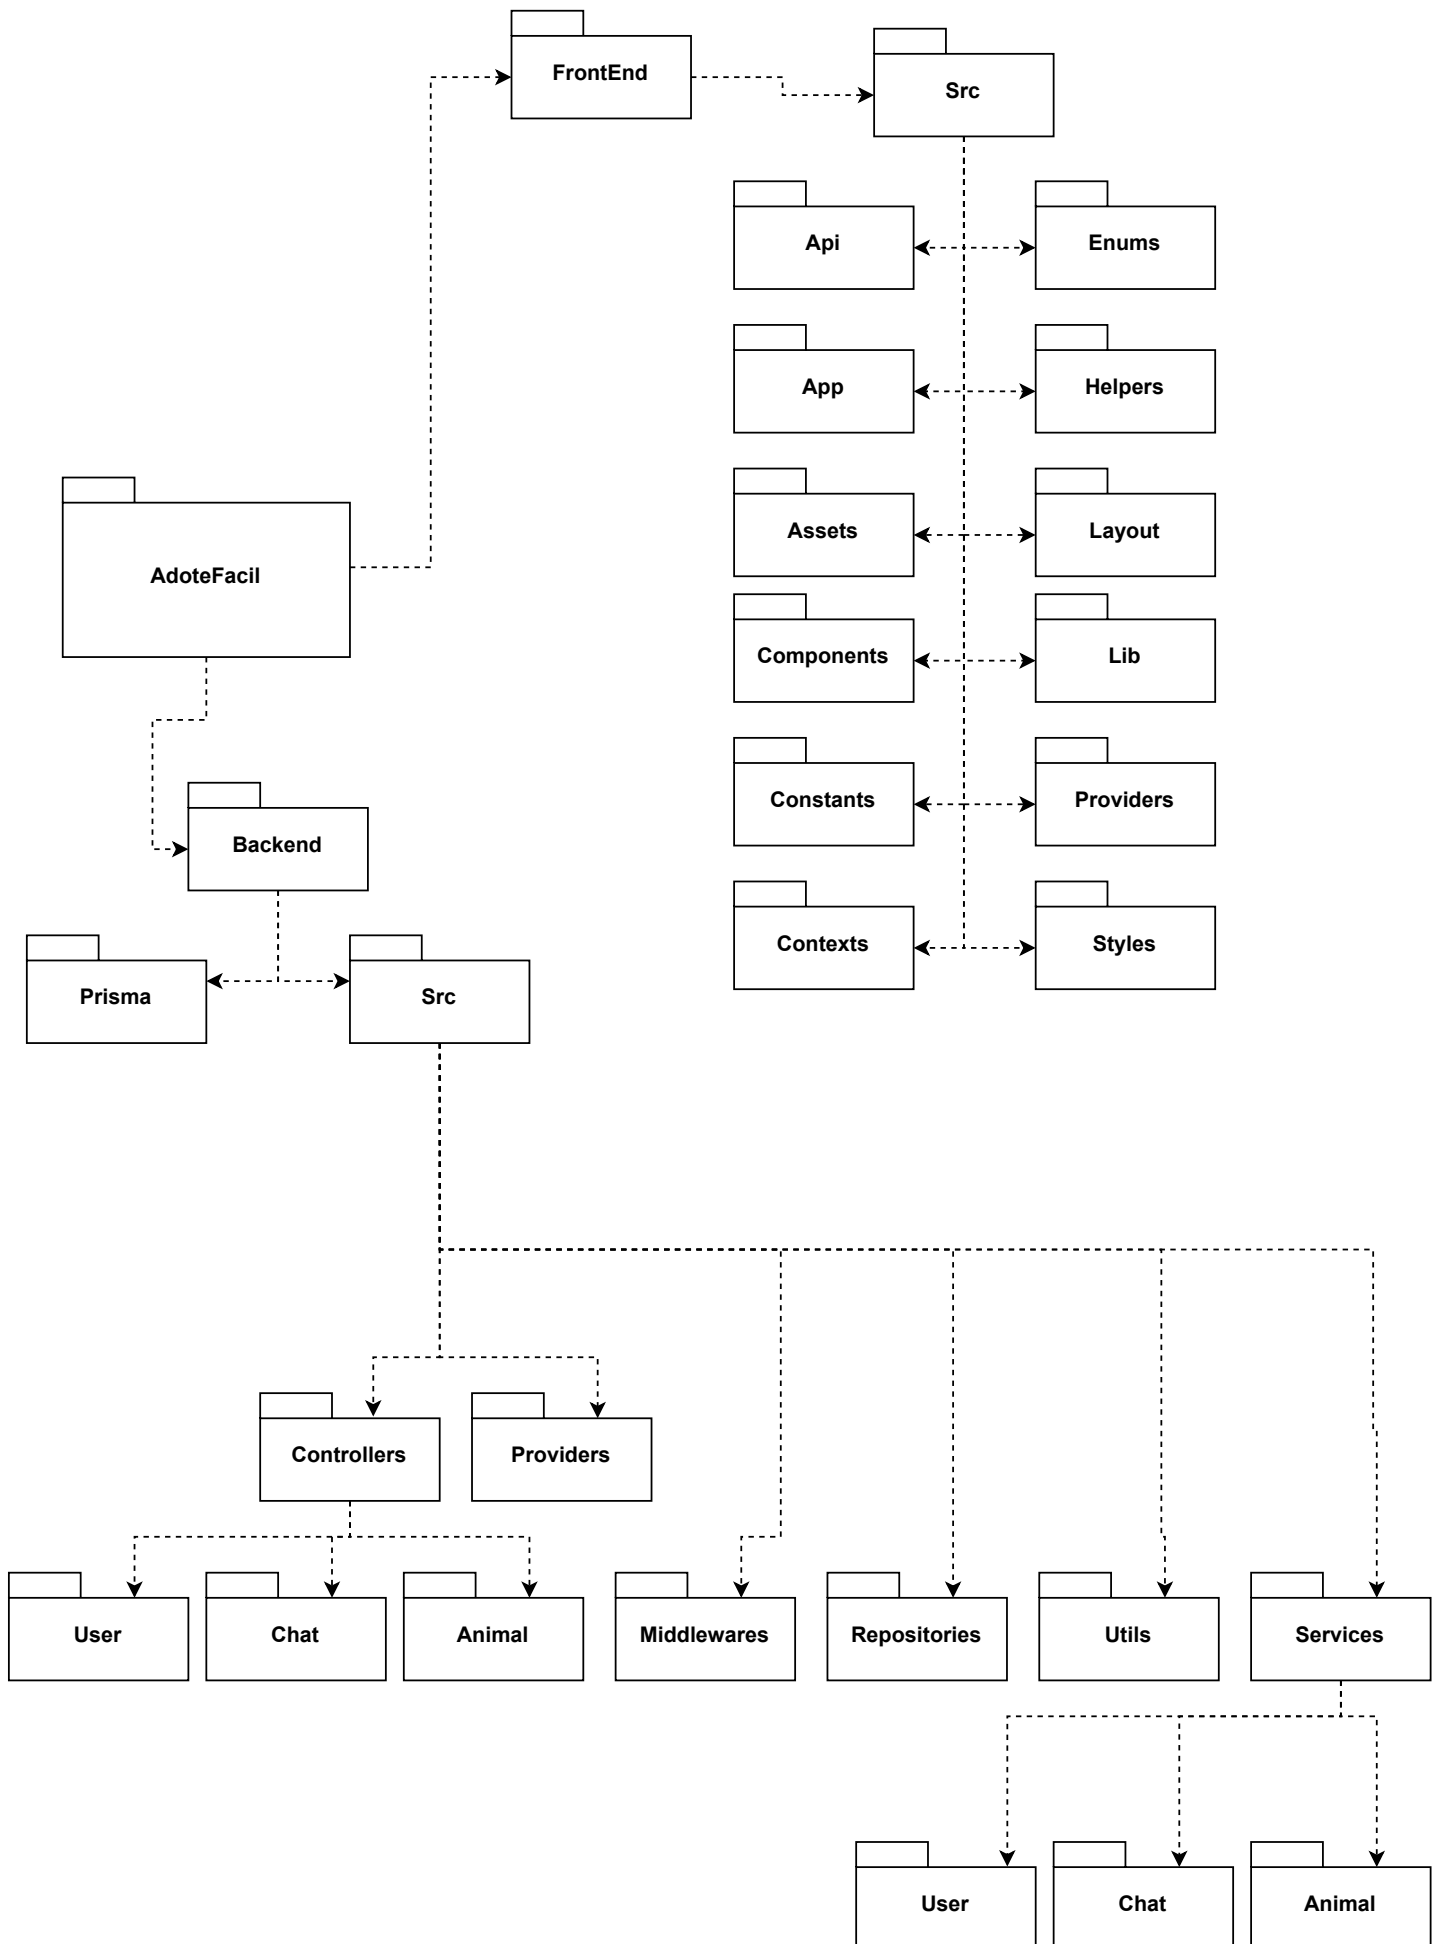 FrontEnd
Src
Api
Enums
App
Helpers
Assets
Layout
AdoteFacil
Components
Lib
Constants
Providers
Backend
Contexts
Styles
Prisma
Src
Controllers
Providers
User
Chat
Animal
Middlewares
Repositories
Utils
Services
User
Chat
Animal